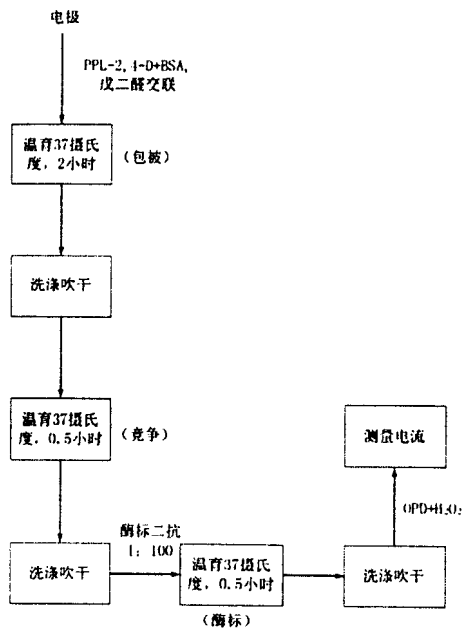 电极
PPL-2,4-D+BSA,
戊二醛交联
温育37摄氏
度，2小时
（包被）
洗涤吹干
温育37摄氏
度，0.5小时
（竞争）
洗涤吹干
酶标二抗
1：100
温育37摄氏
度，0.5小时
（酶标）
洗涤吹干
OPD+H₂O₂
测量电流